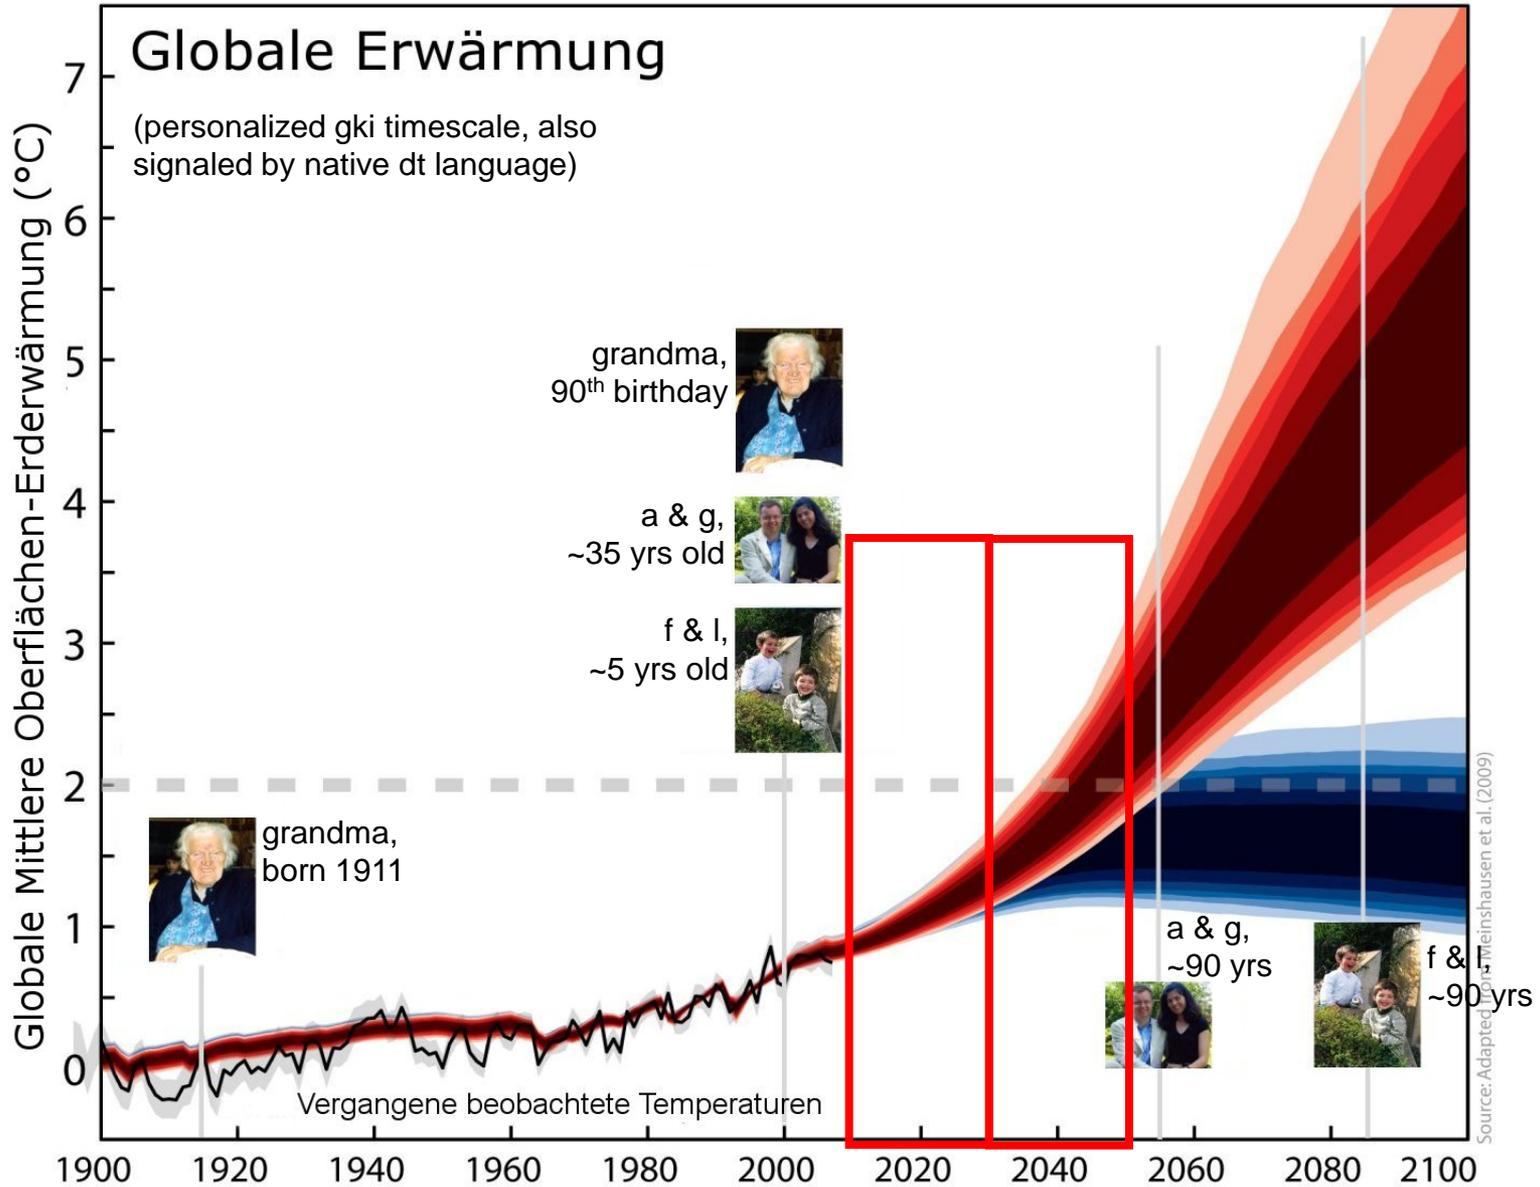 Globale Erwärmung
(personalized gki timescale, also
signaled by native dt language)
Globale Mittlere Oberflächen-Erderwärmung (°C)
7
6
5
4
3
2
1
0
grandma,
90th birthday
a & g,
~35 yrs old
f & l,
~5 yrs old
grandma,
born 1911
a & g,
~90 yrs
f & l,
~90 yrs
Vergangene beobachtete Temperaturen
1900 1920 1940 1960 1980 2000 2020 2040 2060 2080 2100
Source: Adapted from Meinshausen et al. (2009)